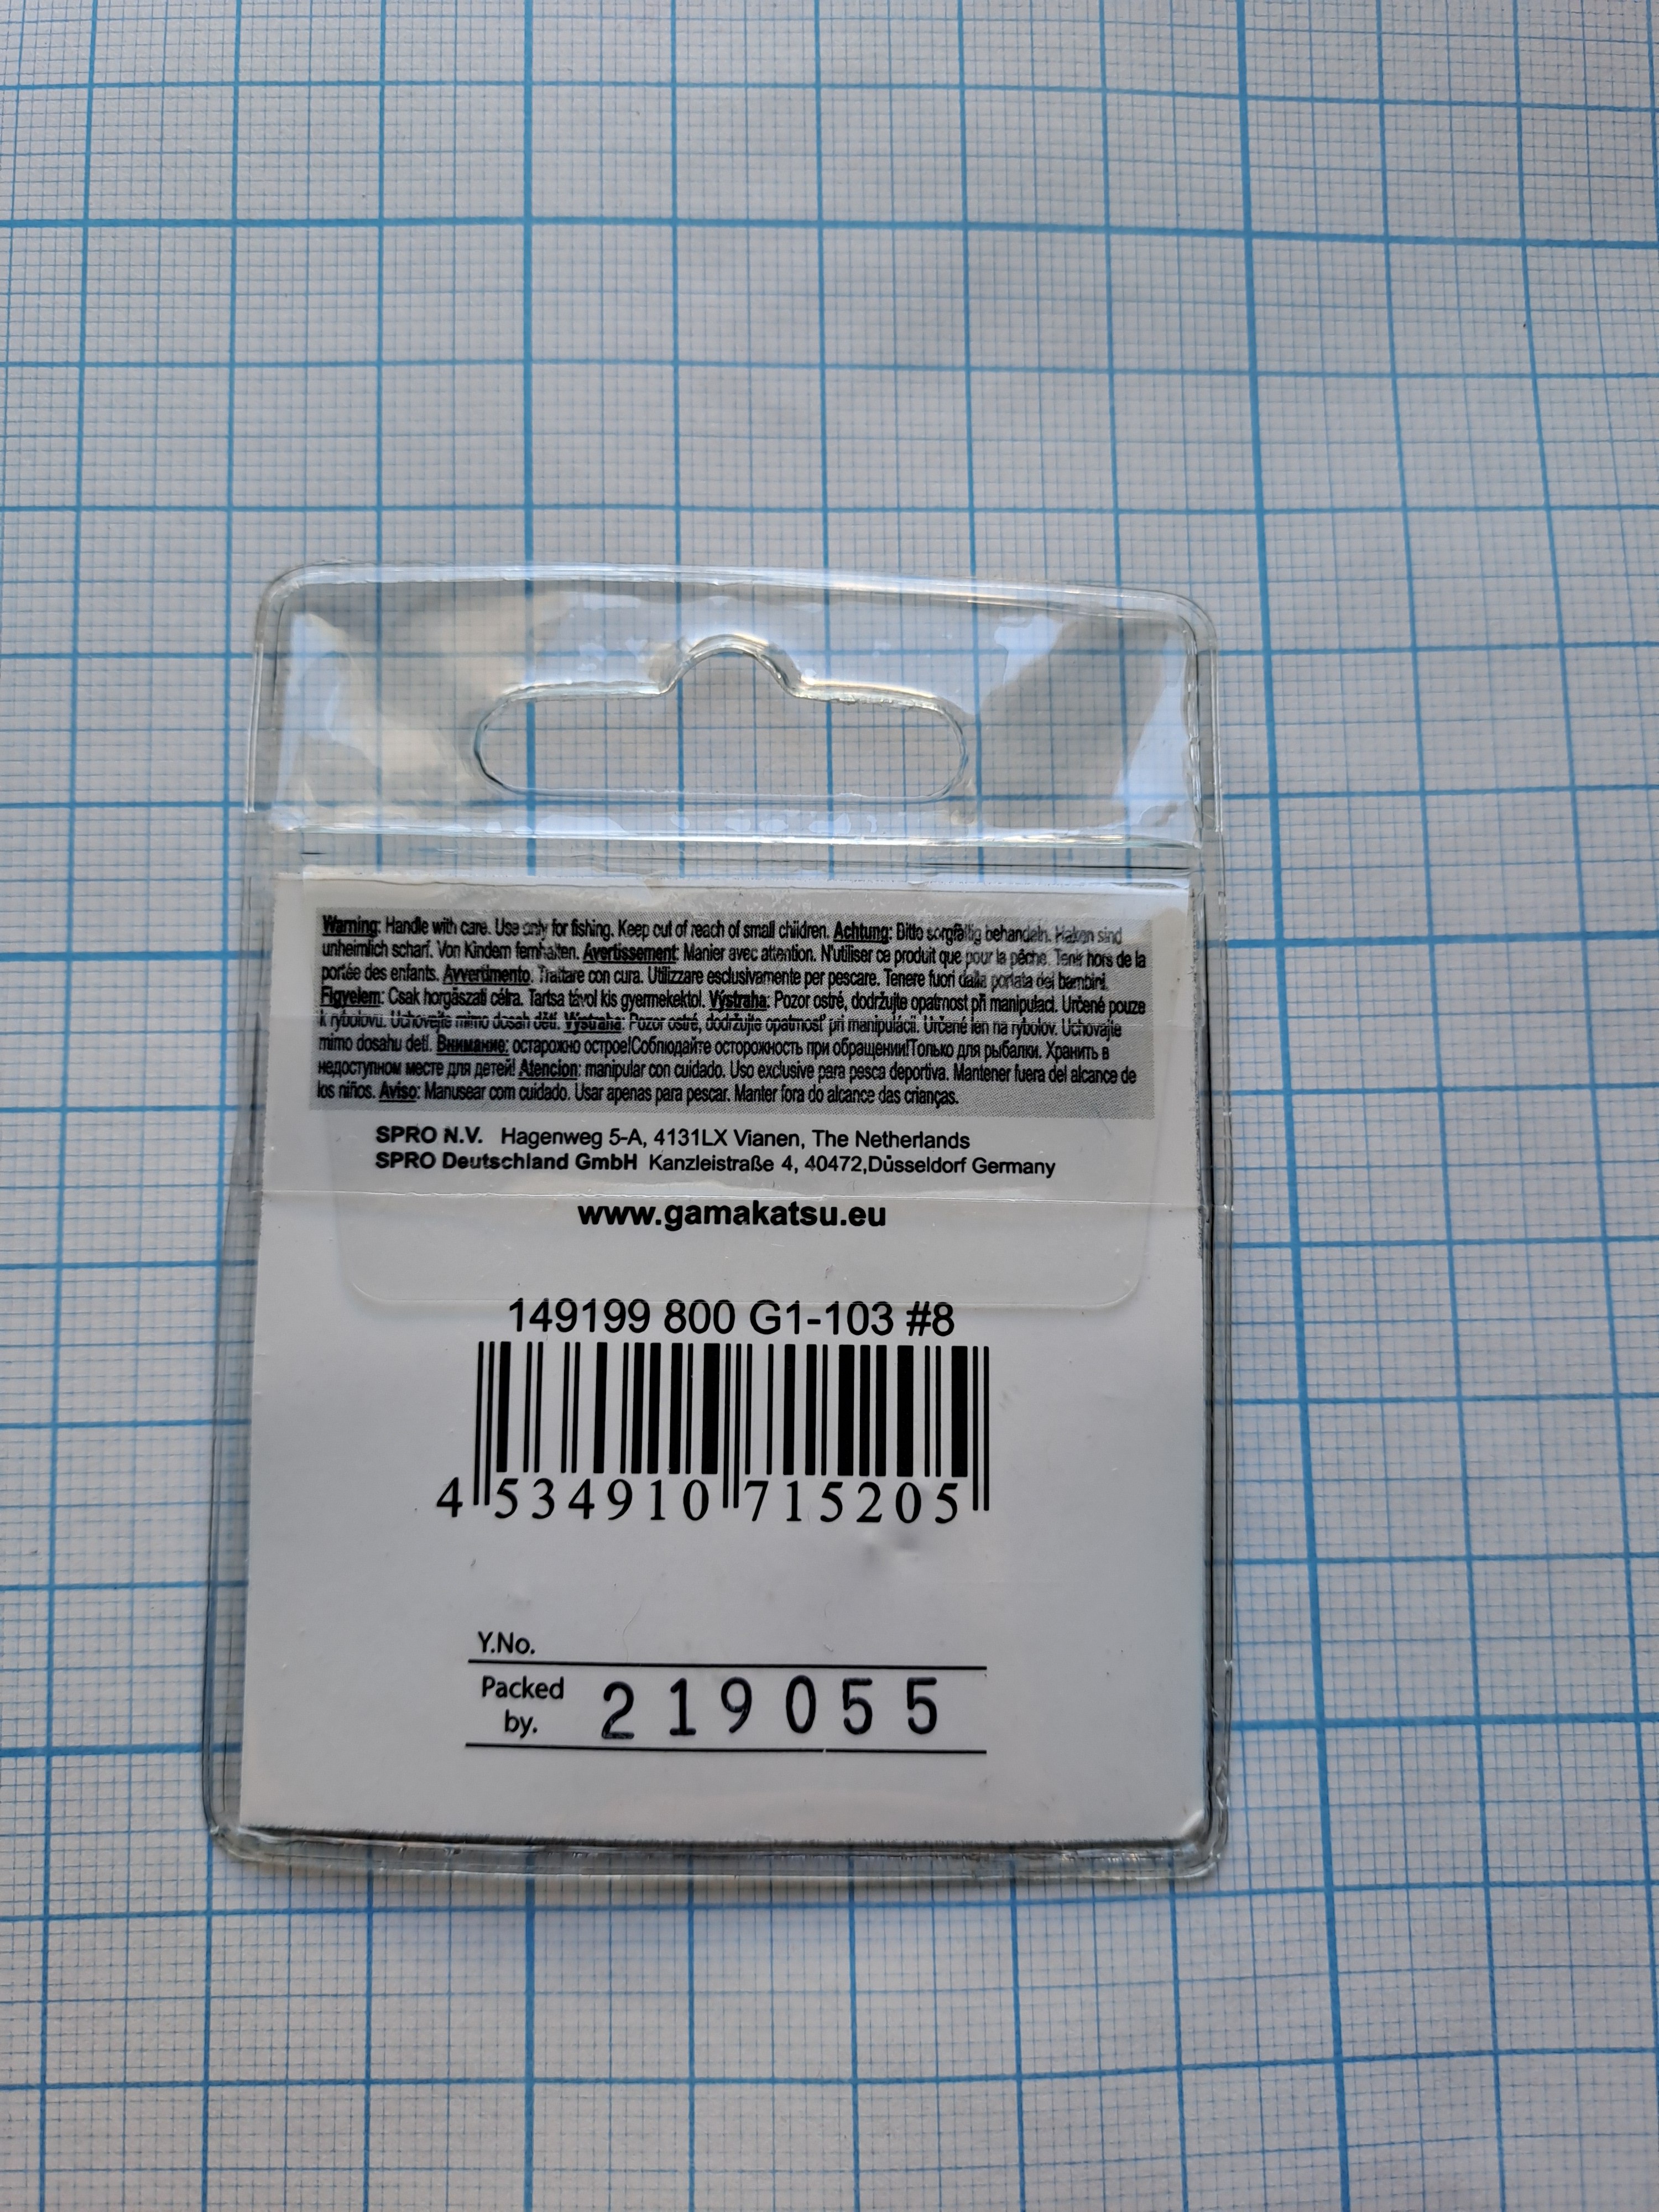 Warning: Handle with care. Use only for fishing. Keep out of reach of small children. Achtung: Bitte sorgfältig behandeln. Haken sind
unheimlich scharf. Von Kindern fernhalten. Avertissement: Manier avec attention. N'utiliser ce produit que pour la pêche. Tenir hors de la
portée des enfants. Avvertimento. Trattare con cura. Utilizzare esclusivamente per pescare. Tenere fuori dalla portata dei bambini.
Figyelem: Csak horgászati célra. Tartsa távol kis gyermekektol. Výstraha: Pozor ostré, dodržujte opatrnost při manipulaci. Určené pouze
k rybolovu. Uchovejte mimo dosah dětí. Výstraha: Pozor ostré, dodržujte opatrnosť pri manipulácii. Určené len na rybolov. Uchovajte
mimo dosahu detí. Внимание: осторожно острое!Соблюдайте осторожность при обращении!Только для рыбалки. Хранить в
недоступном месте для детей! Atencion: manipular con cuidado. Uso exclusive para pesca deportiva. Mantener fuera del alcance de
los niños. Aviso: Manusear com cuidado. Usar apenas para pescar. Manter fora do alcance das crianças.
SPRO N.V. Hagenweg 5-A, 4131LX Vianen, The Netherlands
SPRO Deutschland GmbH Kanzleistraße 4, 40472,Düsseldorf Germany
www.gamakatsu.eu
149199 800 G1-103 #8
4 534910 715205
Y.No.
Packed by. 219055